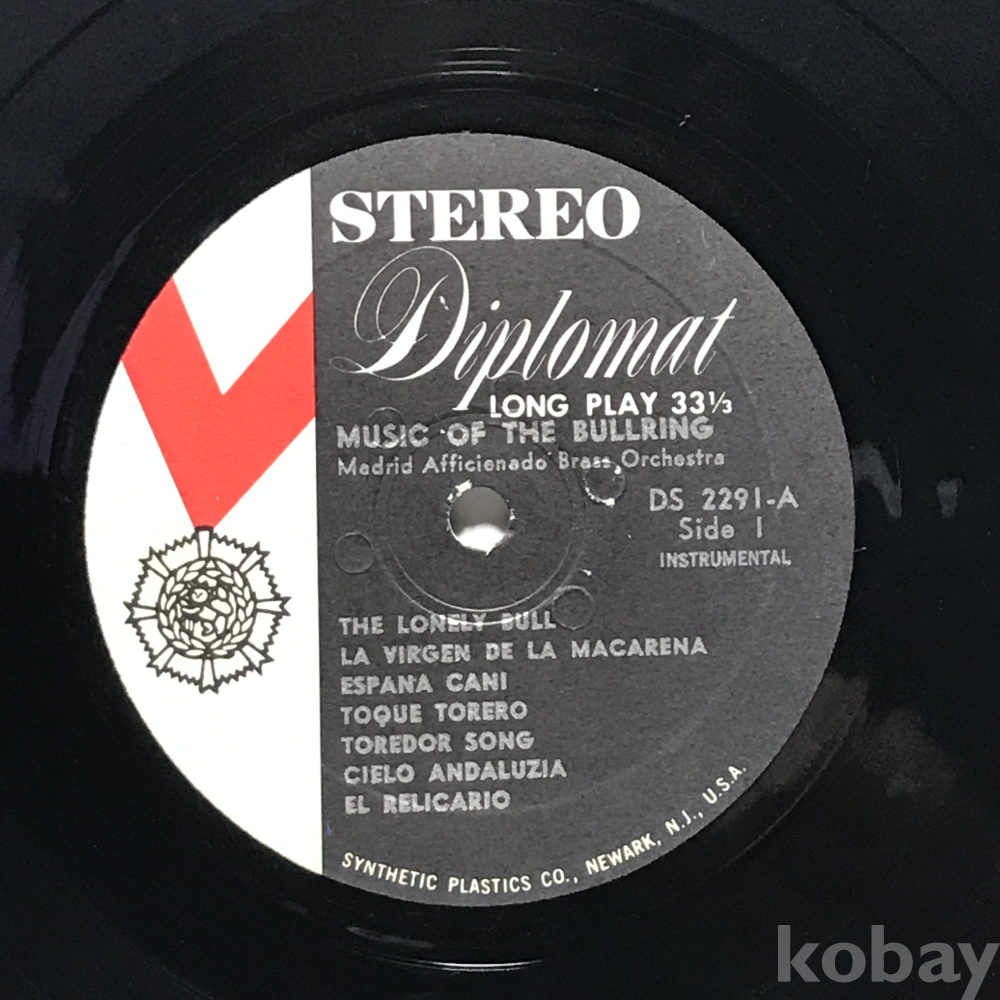 STEREO
Diplomat
LONG PLAY 33⅓
MUSIC OF THE BULLRING
Madrid Afficienado Brass Orchestra
DS 2291-A
Side 1
INSTRUMENTAL
THE LONELY BULL
LA VIRGEN DE LA MACARENA
ESPANA CANI
TOQUE TORERO
TOREDOR SONG
CIELO ANDALUZIA
EL RELICARIO
SYNTHETIC PLASTICS CO., NEWARK, N.J., U.S.A.
kobay